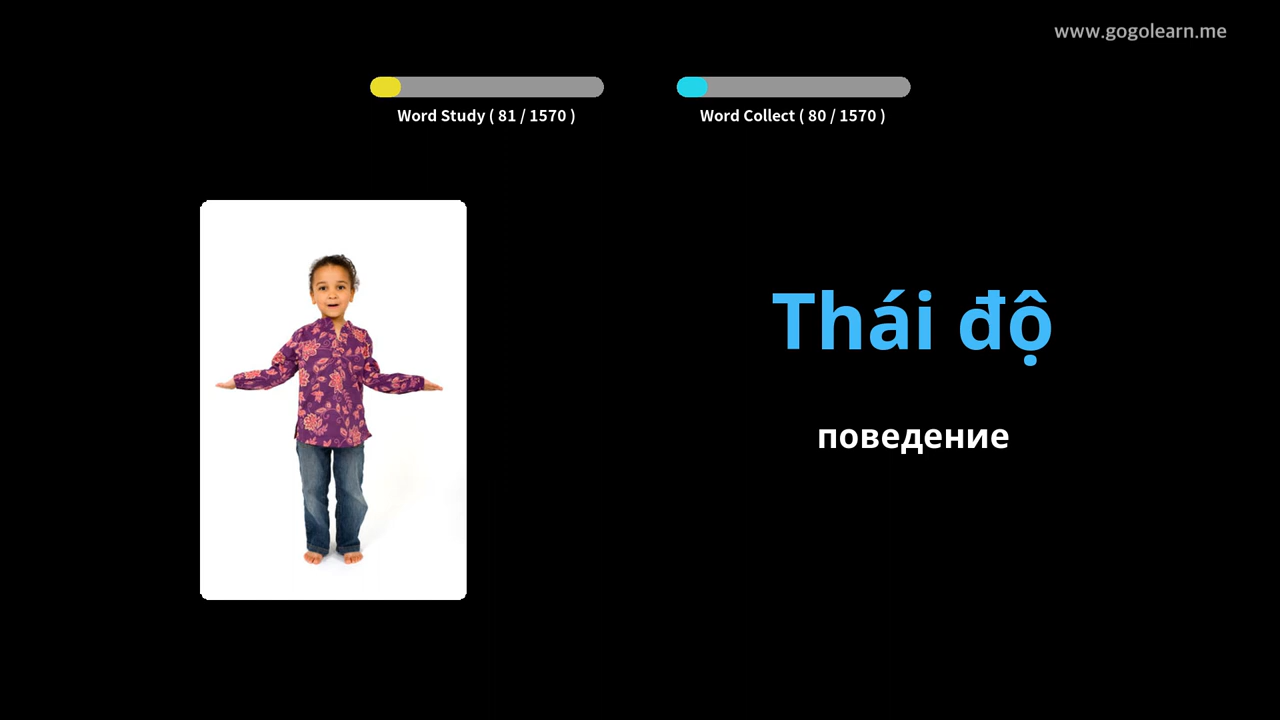 www.gogolearn.me
Word Study ( 81 / 1570 )
Word Collect ( 80 / 1570 )
Thái độ
поведение